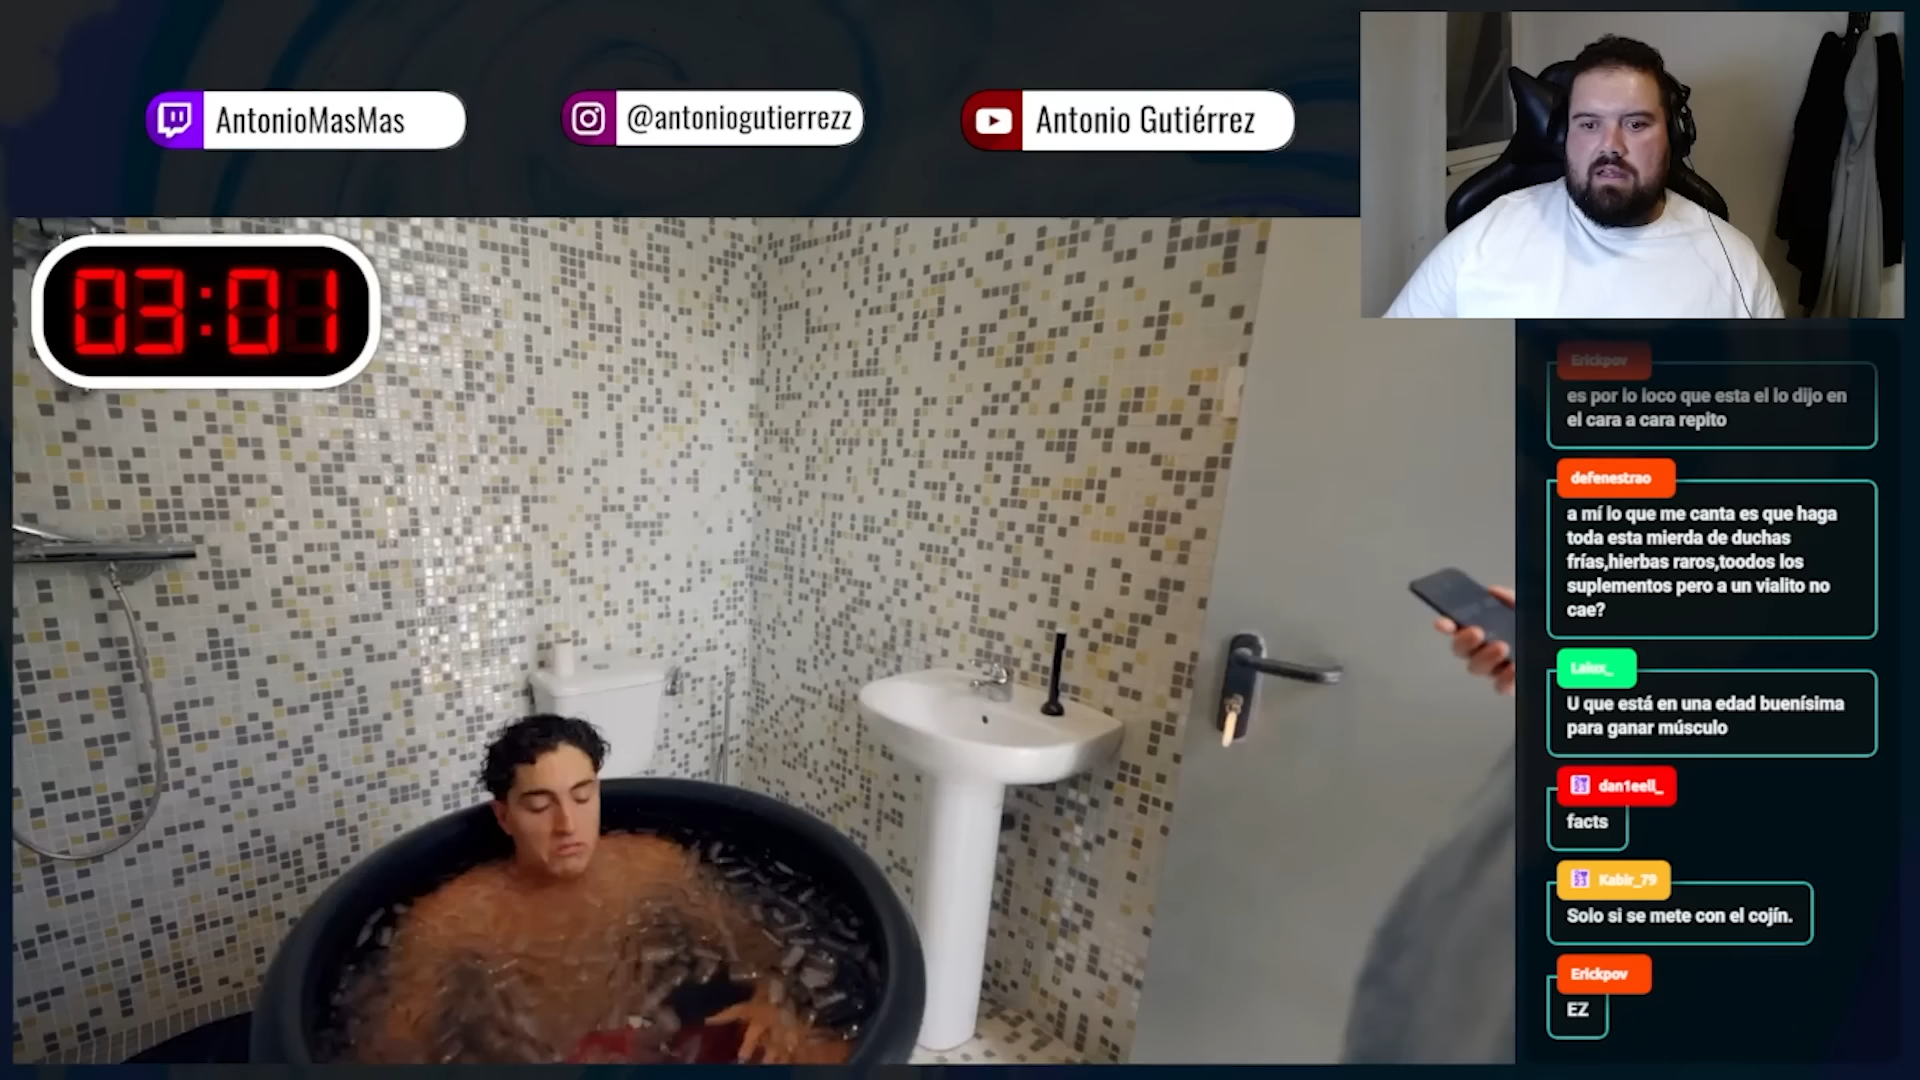 AntonioMasMas
@antoniogutierrezz
Antonio Gutiérrez
03:01
Erickpov
es por lo loco que esta el lo dijo en
el cara a cara repito
defenestrao
a mí lo que me canta es que haga
toda esta mierda de duchas
frías,hierbas raros,toodos los
suplementos pero a un vialito no
cae?
Laiux_
U que está en una edad buenísima
para ganar músculo
dan1eell_
facts
Kabir_79
Solo si se mete con el cojín.
Erickpov
EZ